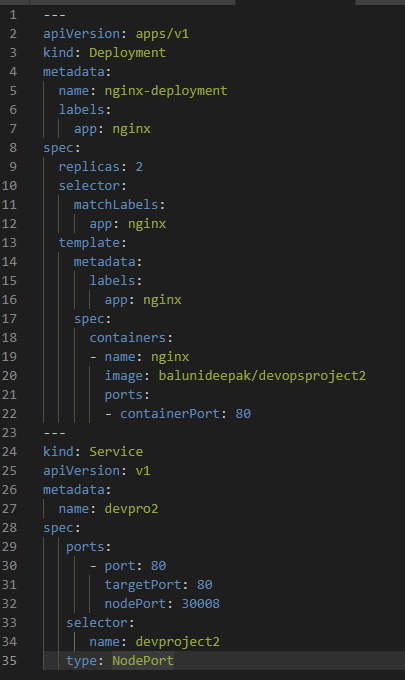 1 ---
2 apiVersion: apps/v1
3 kind: Deployment
4 metadata:
5   name: nginx-deployment
6   labels:
7     app: nginx
8 spec:
9   replicas: 2
10   selector:
11     matchLabels:
12       app: nginx
13   template:
14     metadata:
15       labels:
16         app: nginx
17     spec:
18       containers:
19       - name: nginx
20         image: balunideepak/devopsproject2
21         ports:
22         - containerPort: 80
23 ---
24 kind: Service
25 apiVersion: v1
26 metadata:
27   name: devpro2
28 spec:
29    ports:
30       - port: 80
31         targetPort: 80
32         nodePort: 30008
33    selector:
34       name: devproject2
35    type: NodePort